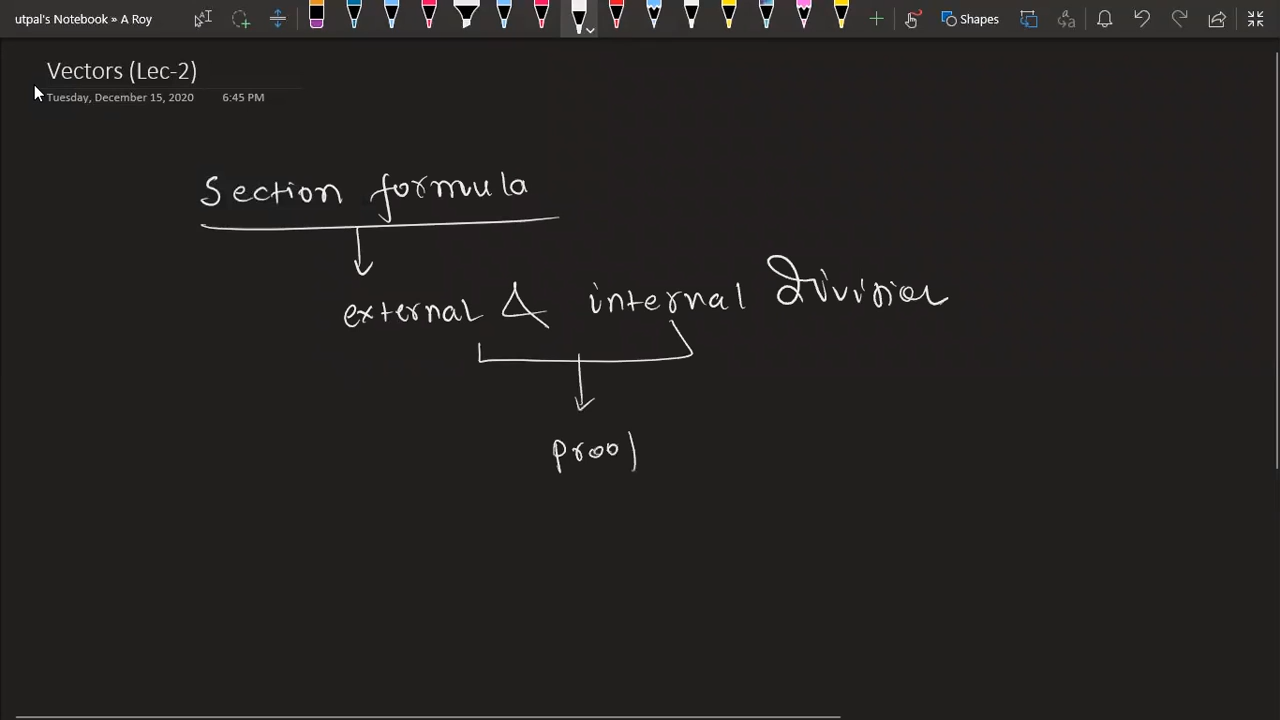 utpal's Notebook » A Roy
Shapes
Vectors (Lec-2)
Tuesday, December 15, 2020 6:45 PM
Section formula
external & internal division
proof